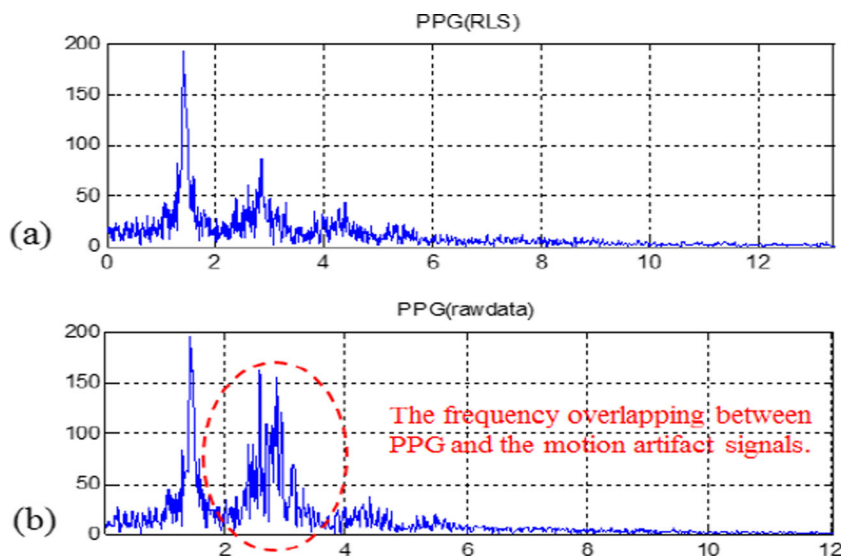 PPG(RLS)
200
150
100
50
0
0 2 4 6 8 10 12
(a)
PPG(rawdata)
200
150
100
50
0
2 4 6 8 10 12
The frequency overlapping between
PPG and the motion artifact signals.
(b)